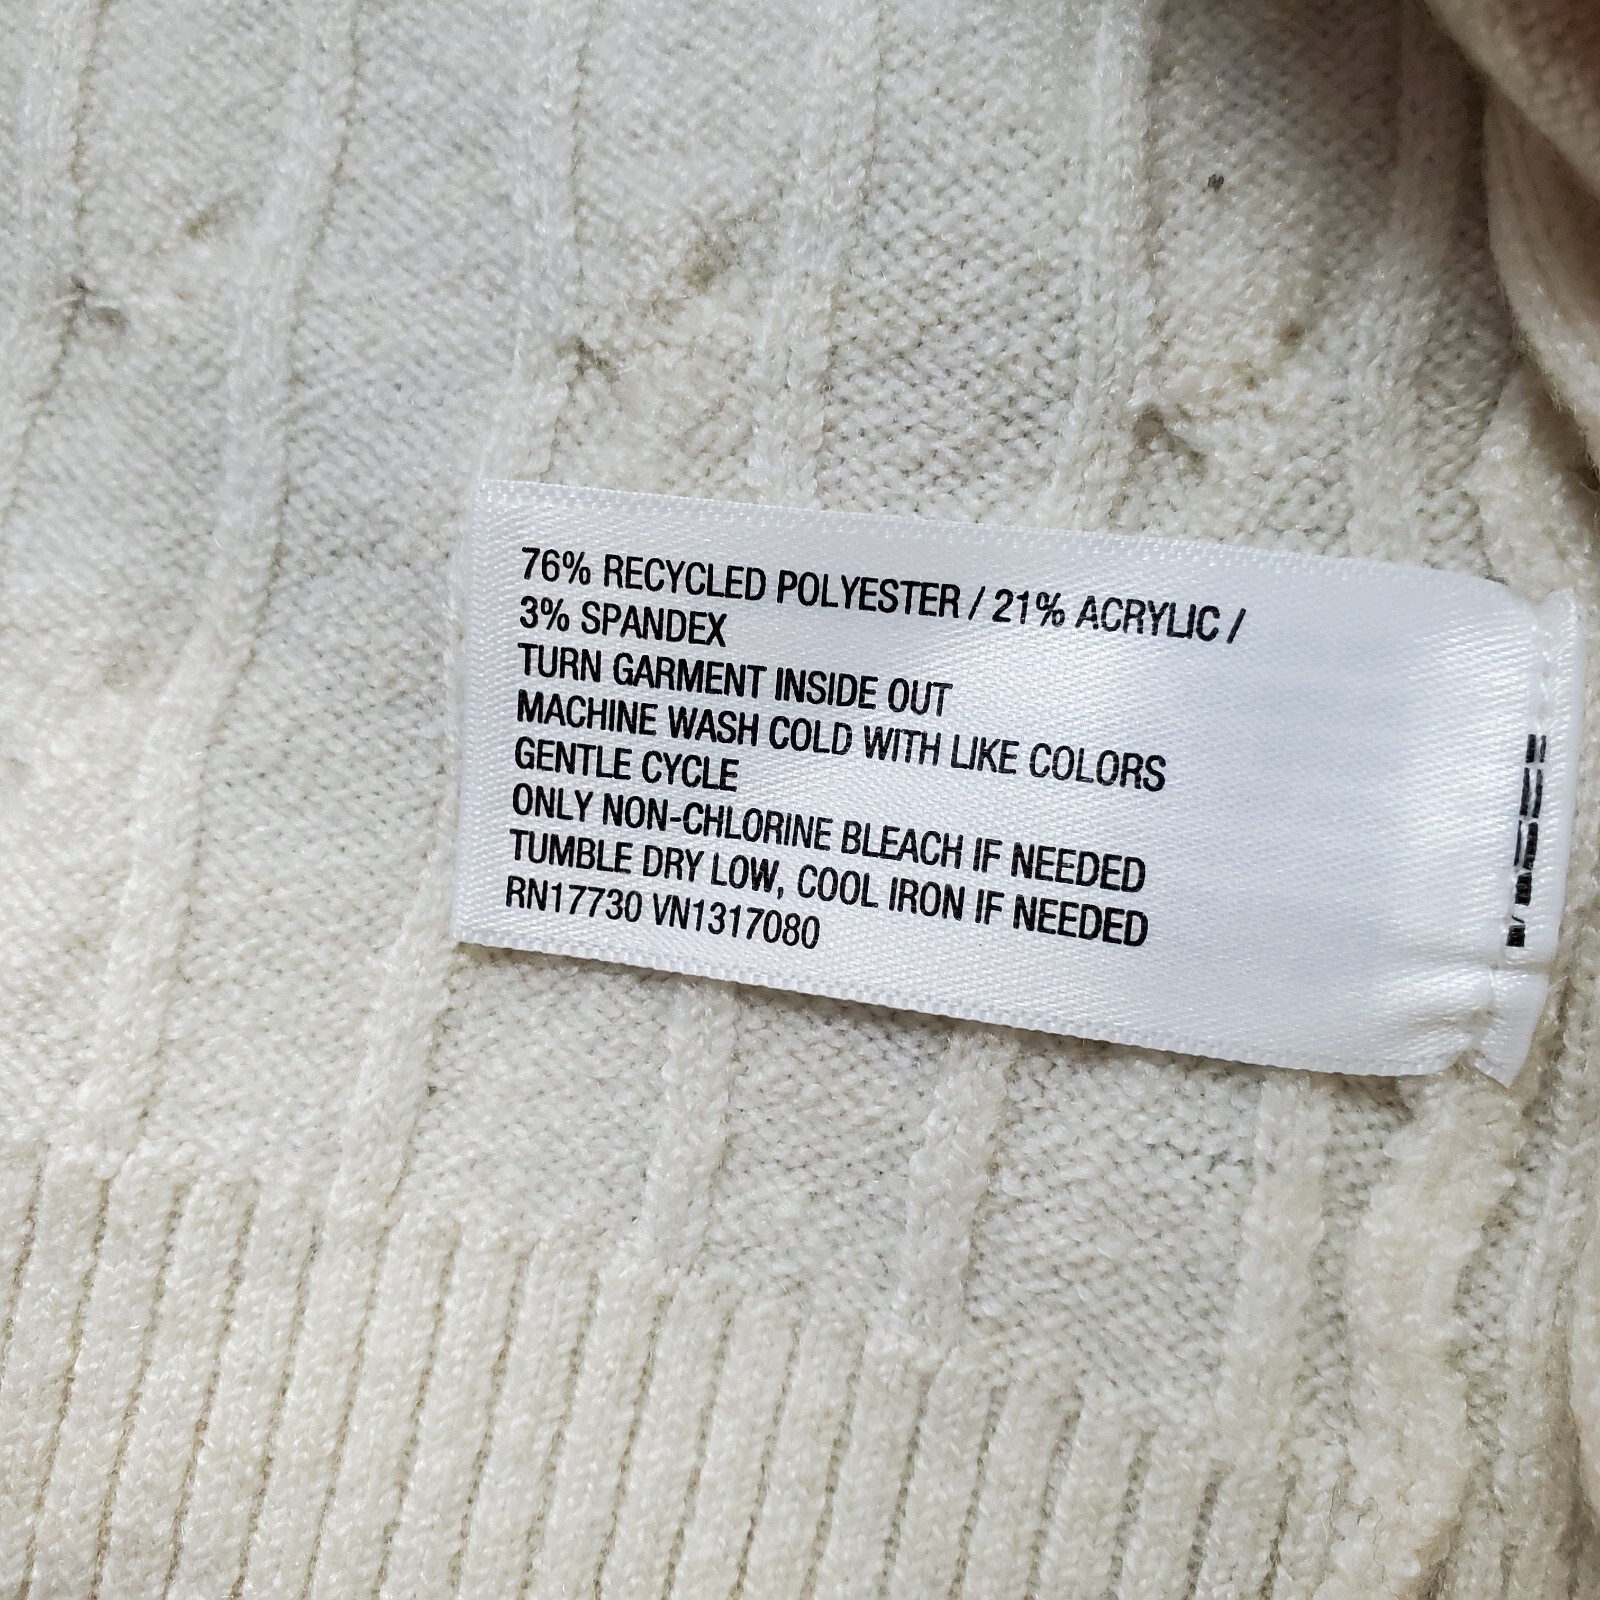 76% RECYCLED POLYESTER / 21% ACRYLIC /
3% SPANDEX
TURN GARMENT INSIDE OUT
MACHINE WASH COLD WITH LIKE COLORS
GENTLE CYCLE
ONLY NON-CHLORINE BLEACH IF NEEDED
TUMBLE DRY LOW, COOL IRON IF NEEDED
RN17730 VN1317080